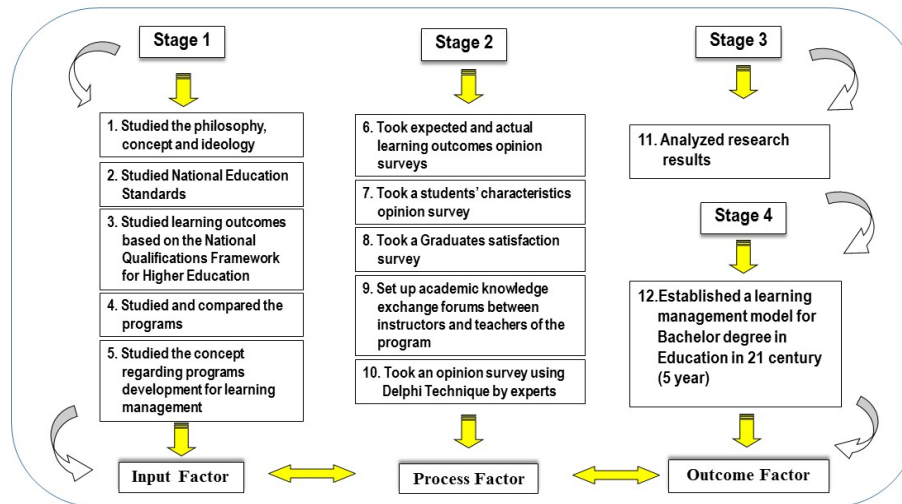 Stage 1
1. Studied the philosophy,
concept and ideology
2. Studied National Education
Standards
3. Studied learning outcomes
based on the National
Qualifications Framework
for Higher Education
4. Studied and compared the
programs
5. Studied the concept
regarding programs
development for learning
management
Input Factor
Stage 2
6. Took expected and actual
learning outcomes opinion
surveys
7. Took a students' characteristics
opinion survey
8. Took a Graduates satisfaction
survey
9. Set up academic knowledge
exchange forums between
instructors and teachers of the
program
10. Took an opinion survey using
Delphi Technique by experts
Process Factor
Stage 3
11. Analyzed research
results
Stage 4
12.Established a learning
management model for
Bachelor degree in
Education in 21 century
(5 year)
Outcome Factor